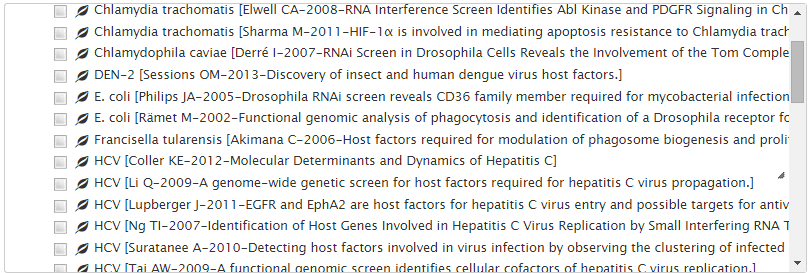 Chlamydia trachomatis [Elwell CA-2008-RNA Interference Screen Identifies Abl Kinase and PDGFR Signaling in Ch
Chlamydia trachomatis [Sharma M-2011-HIF-1α is involved in mediating apoptosis resistance to Chlamydia trach
Chlamydophila caviae [Derré I-2007-RNAi Screen in Drosophila Cells Reveals the Involvement of the Tom Comple
DEN-2 [Sessions OM-2013-Discovery of insect and human dengue virus host factors.]
E. coli [Philips JA-2005-Drosophila RNAi screen reveals CD36 family member required for mycobacterial infection
E. coli [Rämet M-2002-Functional genomic analysis of phagocytosis and identification of a Drosophila receptor fo
Francisella tularensis [Akimana C-2006-Host factors required for modulation of phagosome biogenesis and proli
HCV [Coller KE-2012-Molecular Determinants and Dynamics of Hepatitis C]
HCV [Li Q-2009-A genome-wide genetic screen for host factors required for hepatitis C virus propagation.]
HCV [Lupberger J-2011-EGFR and EphA2 are host factors for hepatitis C virus entry and possible targets for antiv
HCV [Ng TI-2007-Identification of Host Genes Involved in Hepatitis C Virus Replication by Small Interfering RNA T
HCV [Suratanee A-2010-Detecting host factors involved in virus infection by observing the clustering of infected
HCV [Tai AW-2009-A functional genomic screen identifies cellular cofactors of hepatitis C virus replication.]